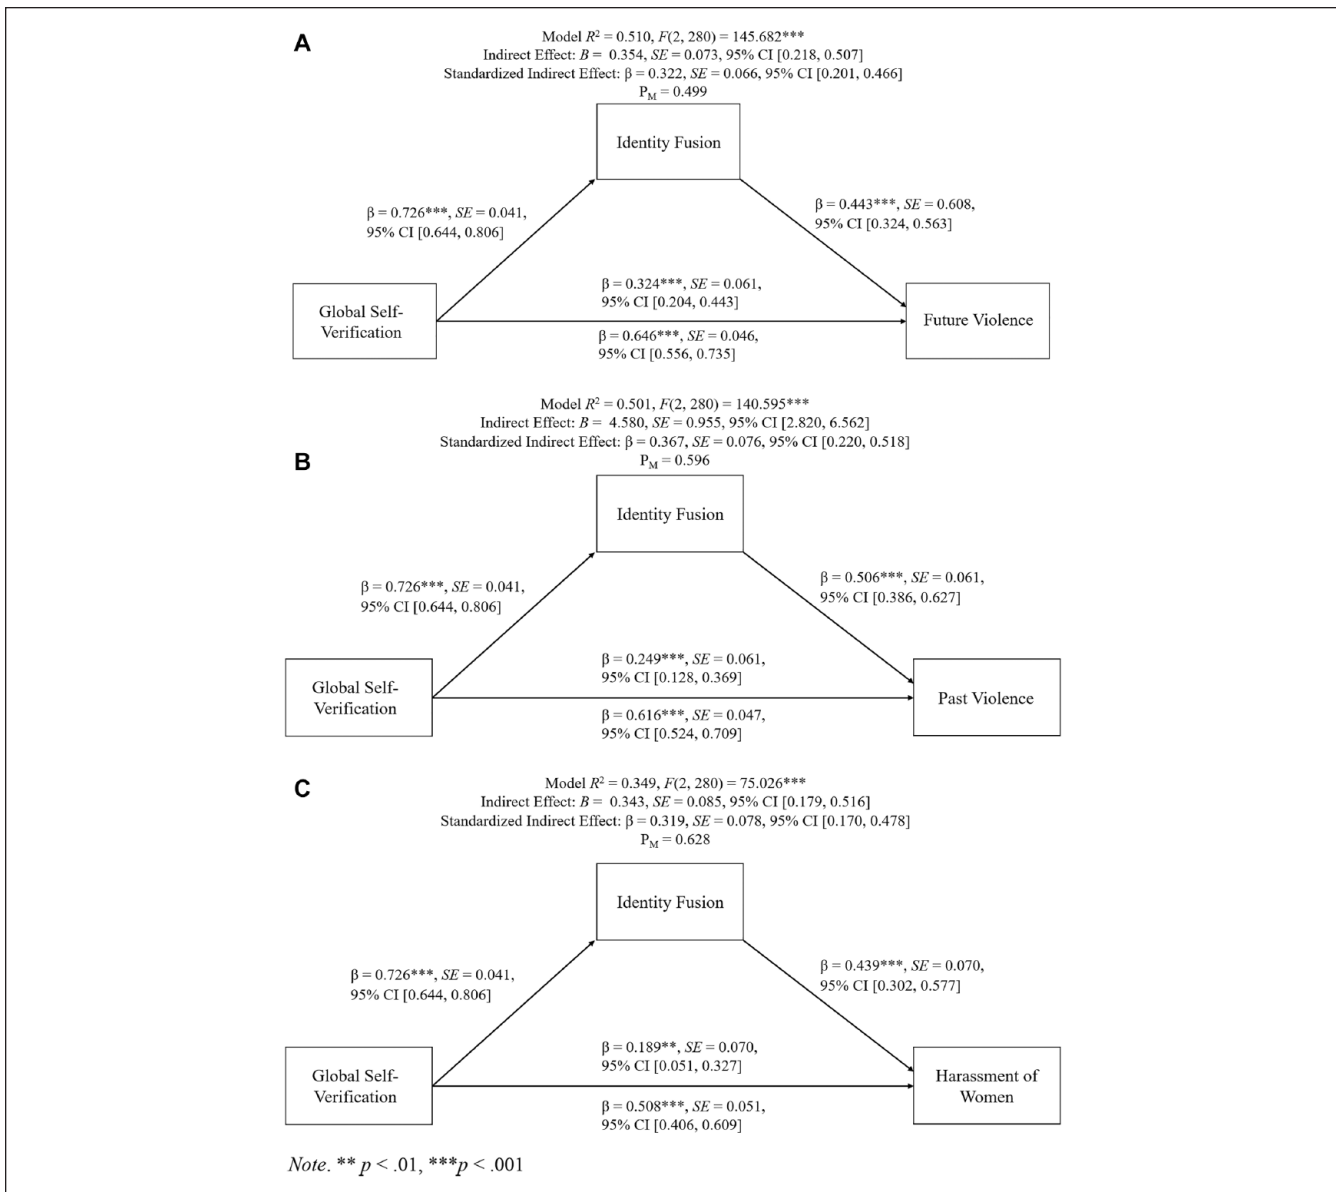 A
Model R² = 0.510, F(2, 280) = 145.682***
Indirect Effect: B = 0.354, SE = 0.073, 95% CI [0.218, 0.507]
Standardized Indirect Effect: β = 0.322, SE = 0.066, 95% CI [0.201, 0.466]
P_M = 0.499
Identity Fusion
β = 0.726***, SE = 0.041,
95% CI [0.644, 0.806]
β = 0.443***, SE = 0.608,
95% CI [0.324, 0.563]
β = 0.324***, SE = 0.061,
95% CI [0.204, 0.443]
Global Self-
Verification
Future Violence
β = 0.646***, SE = 0.046,
95% CI [0.556, 0.735]
Model R² = 0.501, F(2, 280) = 140.595***
Indirect Effect: B = 4.580, SE = 0.955, 95% CI [2.820, 6.562]
Standardized Indirect Effect: β = 0.367, SE = 0.076, 95% CI [0.220, 0.518]
P_M = 0.596
B
Identity Fusion
β = 0.726***, SE = 0.041,
95% CI [0.644, 0.806]
β = 0.506***, SE = 0.061,
95% CI [0.386, 0.627]
β = 0.249***, SE = 0.061,
95% CI [0.128, 0.369]
Global Self-
Verification
Past Violence
β = 0.616***, SE = 0.047,
95% CI [0.524, 0.709]
C
Model R² = 0.349, F(2, 280) = 75.026***
Indirect Effect: B = 0.343, SE = 0.085, 95% CI [0.179, 0.516]
Standardized Indirect Effect: β = 0.319, SE = 0.078, 95% CI [0.170, 0.478]
P_M = 0.628
Identity Fusion
β = 0.726***, SE = 0.041,
95% CI [0.644, 0.806]
β = 0.439***, SE = 0.070,
95% CI [0.302, 0.577]
β = 0.189**, SE = 0.070,
95% CI [0.051, 0.327]
Global Self-
Verification
Harassment of
Women
β = 0.508***, SE = 0.051,
95% CI [0.406, 0.609]
Note. ** p < .01, ***p < .001